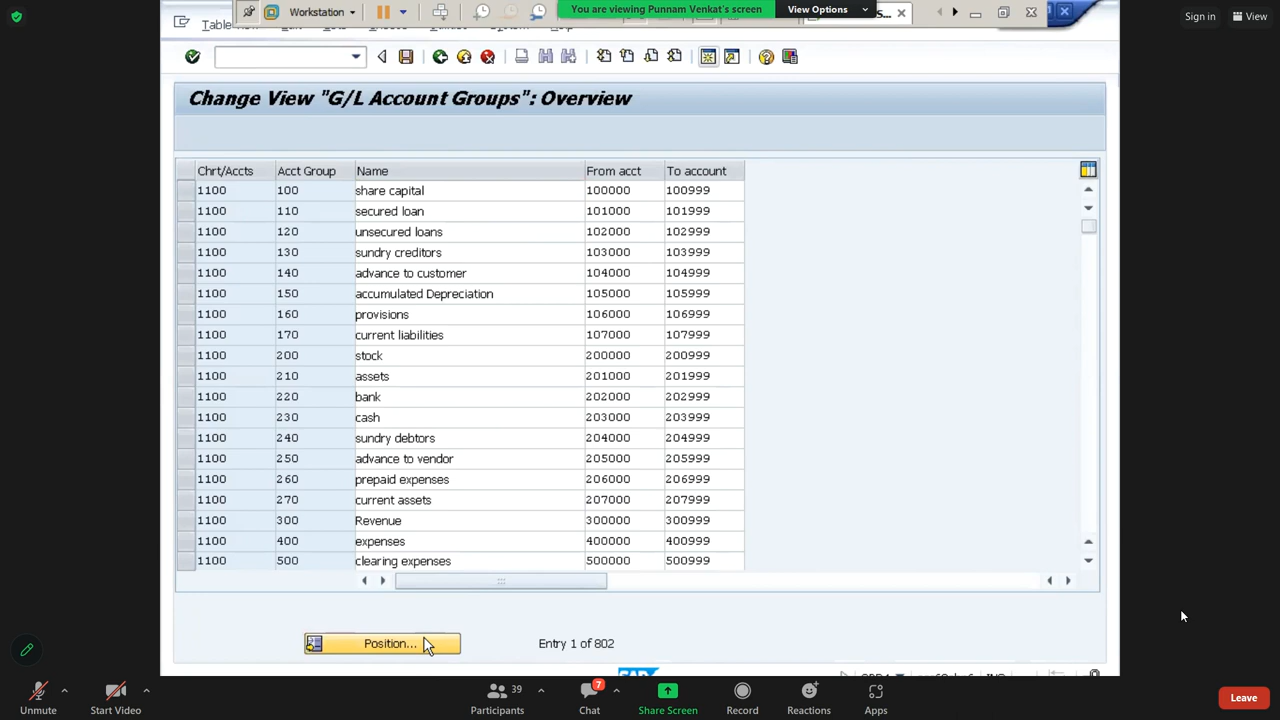 Workstation
You are viewing Punnam Venkat's screen
View Options
S...
Sign in
View
Table View
Change View "G/L Account Groups": Overview
Chrt/Accts Acct Group Name From acct To account
1100 100 share capital 100000 100999
1100 110 secured loan 101000 101999
1100 120 unsecured loans 102000 102999
1100 130 sundry creditors 103000 103999
1100 140 advance to customer 104000 104999
1100 150 accumulated Depreciation 105000 105999
1100 160 provisions 106000 106999
1100 170 current liabilities 107000 107999
1100 200 stock 200000 200999
1100 210 assets 201000 201999
1100 220 bank 202000 202999
1100 230 cash 203000 203999
1100 240 sundry debtors 204000 204999
1100 250 advance to vendor 205000 205999
1100 260 prepaid expenses 206000 206999
1100 270 current assets 207000 207999
1100 300 Revenue 300000 300999
1100 400 expenses 400000 400999
1100 500 clearing expenses 500000 500999
Position... Entry 1 of 802
SAP
Unmute
Start Video
39
Participants
7
Chat
Share Screen
Record
Reactions
Apps
Leave